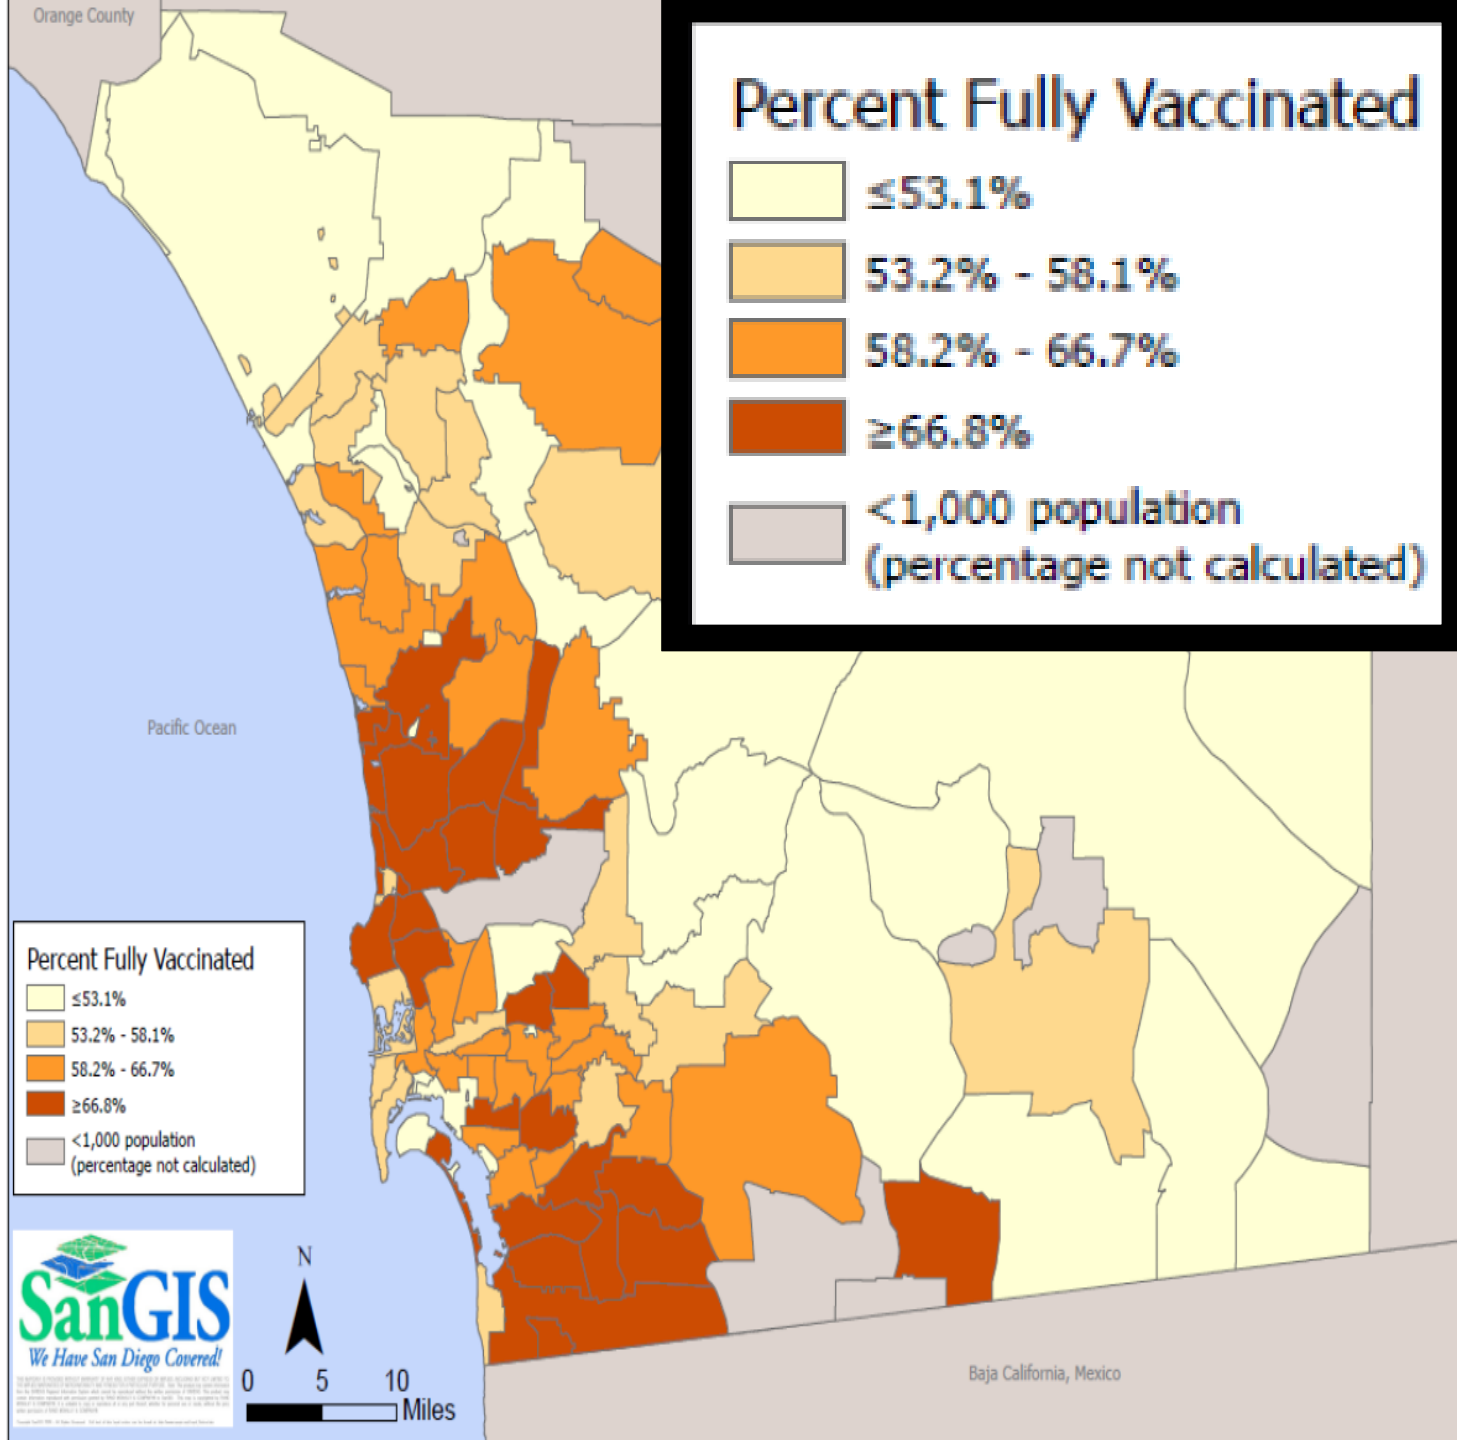 Orange County
Percent Fully Vaccinated
≤53.1%
53.2% - 58.1%
58.2% - 66.7%
≥66.8%
<1,000 population
(percentage not calculated)
Pacific Ocean
Percent Fully Vaccinated
≤53.1%
53.2% - 58.1%
58.2% - 66.7%
≥66.8%
<1,000 population
(percentage not calculated)
SanGIS
We Have San Diego Covered!
N
0 5 10
Miles
Baja California, Mexico